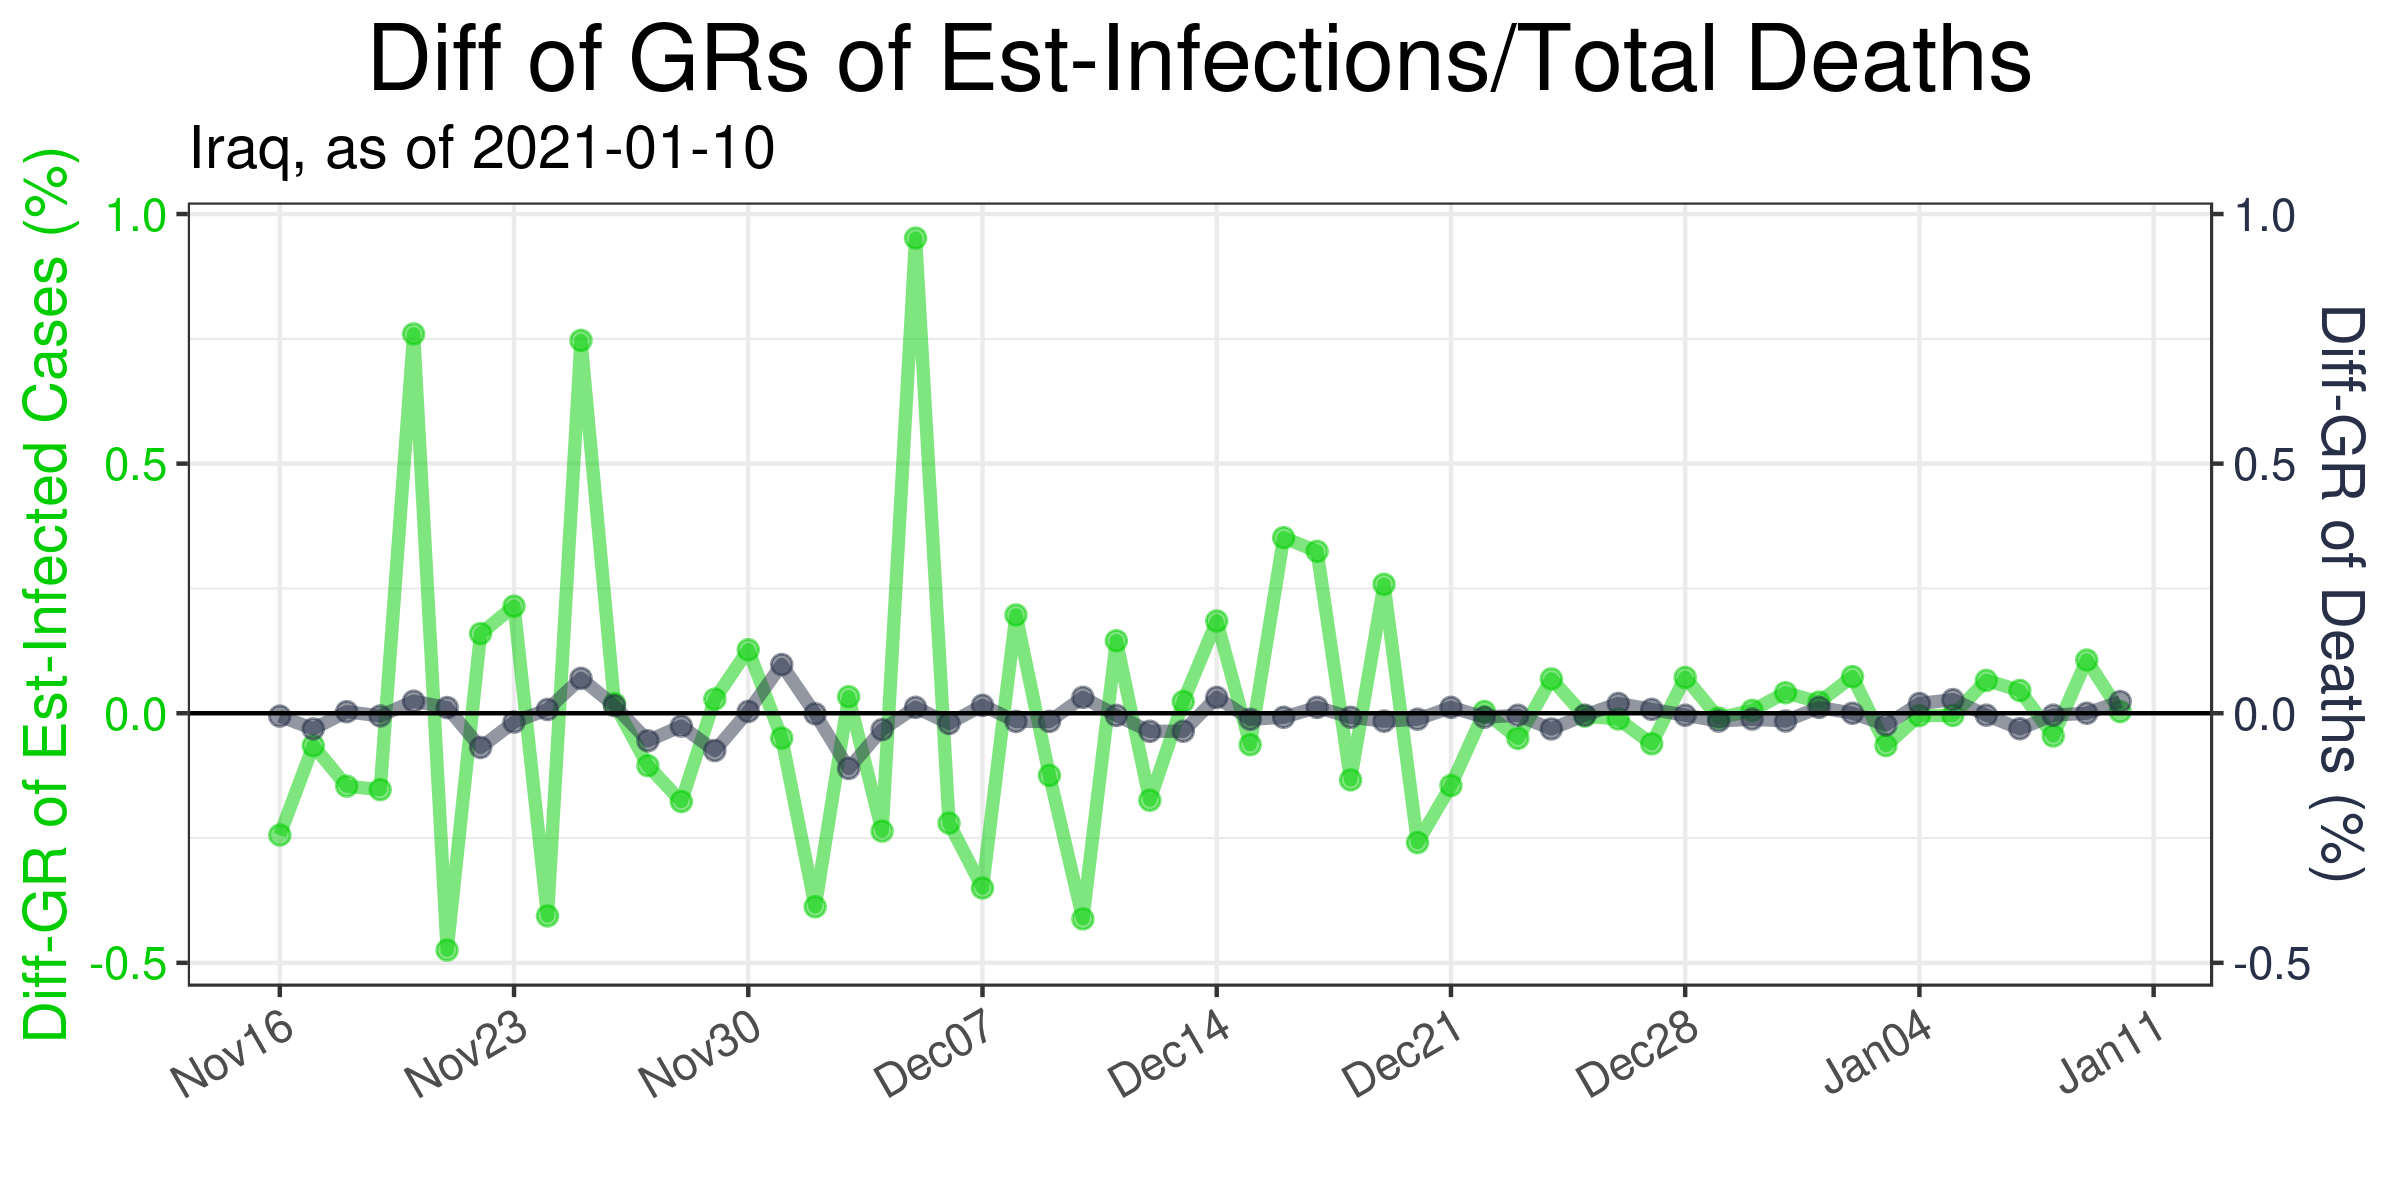 Diff of GRs of Est-Infections/Total Deaths
Iraq, as of 2021-01-10
Diff-GR of Est-Infected Cases (%)
1.0
0.5
0.0
-0.5
1.0
0.5
0.0
-0.5
Diff-GR of Deaths (%)
Nov16
Nov23
Nov30
Dec07
Dec14
Dec21
Dec28
Jan04
Jan11